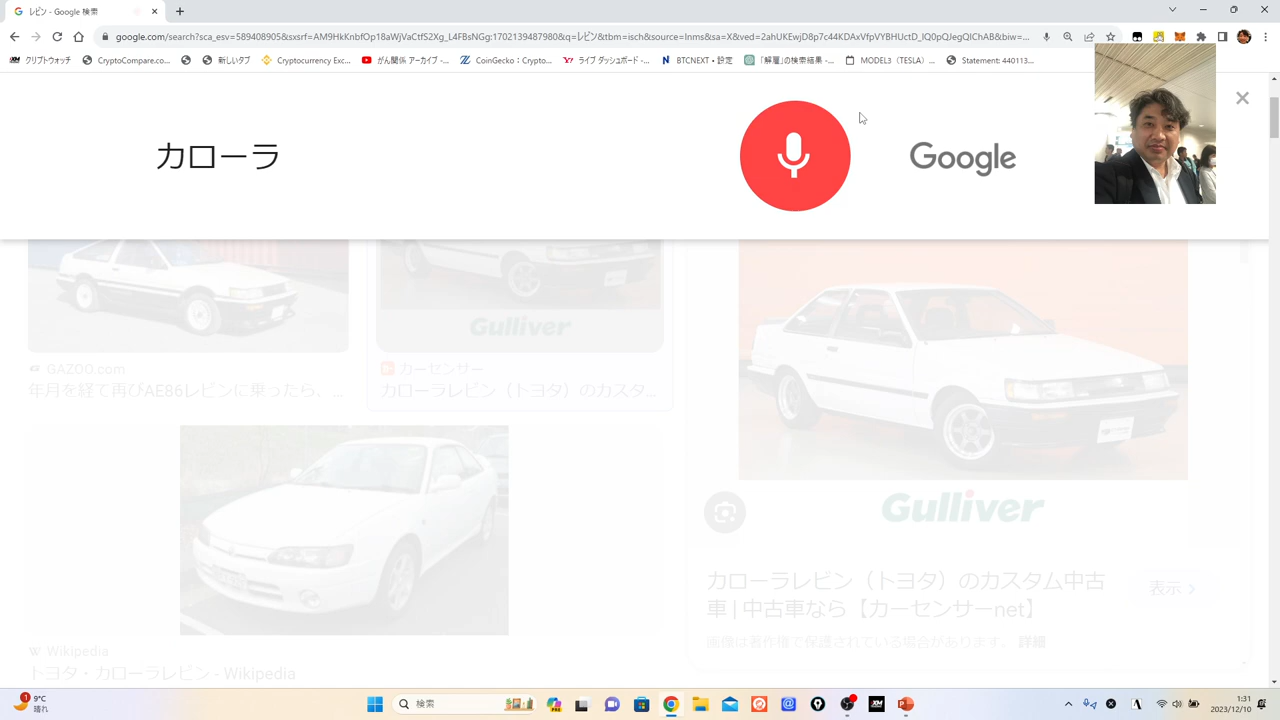 レビン - Google 検索
google.com/search?sca_esv=589408905&sxsrf=AM9HkKnbfOp18aWjVaCtfS2Xg_L4FBsNGg:1702139487980&q=レビン&tbm=isch&source=lnms&sa=X&ved=2ahUKEwjD8p7c44KDAxVfpVYBHUctD_IQ0pQJegQIChAB&biw=...
クリプトウォッチ
CryptoCompare.co...
新しいタブ
Cryptocurrency Exc...
がん関係 アーカイブ -...
CoinGecko：Crypto...
ライブ ダッシュボード -...
BTCNEXT • 設定
「解雇」の検索結果 -...
MODEL3（TESLA）...
Statement: 440113...
カローラ
Google
Gulliver
GAZOO.com
年月を経て再びAE86レビンに乗ったら、...
カーセンサー
カローラレビン（トヨタ）のカスタ...
Gulliver
カローラレビン（トヨタ）のカスタム中古
車 | 中古車なら【カーセンサーnet】
表示
画像は著作権で保護されている場合があります。 詳細
Wikipedia
トヨタ・カローラレビン - Wikipedia
1
9°C
晴れ
検索
1:31
2023/12/10